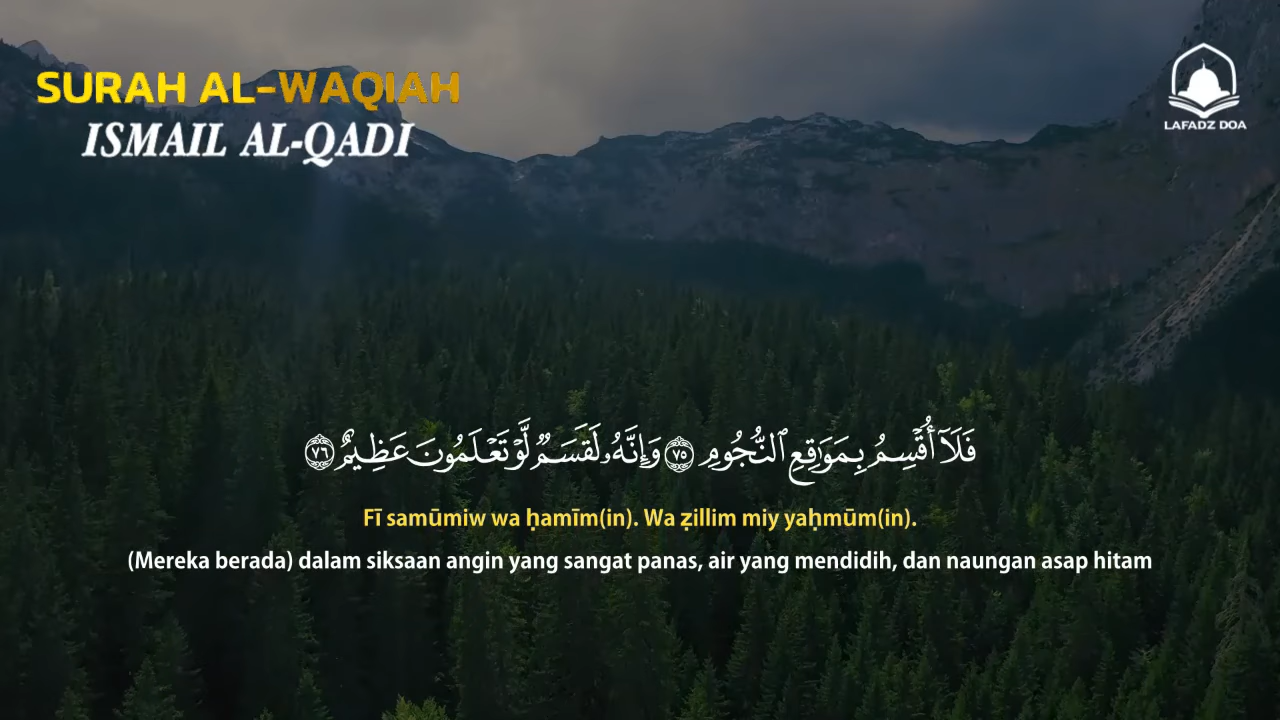 SURAH AL-WAQIAH
ISMAIL AL-QADI
LAFADZ DOA
فَلَآ أُقْسِمُ بِمَوَٰقِعِ ٱلنُّجُومِ ٧٥ وَإِنَّهُۥ لَقَسَمٌ لَّوْ تَعْلَمُونَ عَظِيمٌ ٧٦
Fī samūmiw wa ḥamīm(in). Wa ẓillim miy yaḥmūm(in).
(Mereka berada) dalam siksaan angin yang sangat panas, air yang mendidih, dan naungan asap hitam